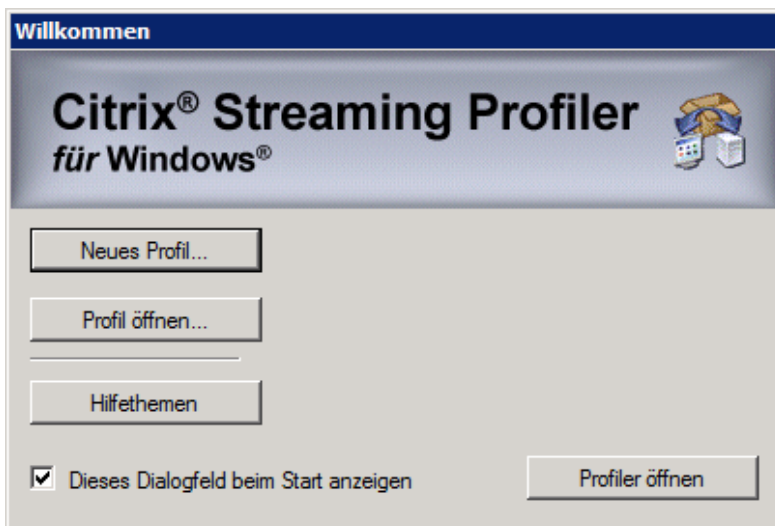 Willkommen
Citrix® Streaming Profiler
für Windows®
Neues Profil...
Profil öffnen...
Hilfethemen
Dieses Dialogfeld beim Start anzeigen
Profiler öffnen